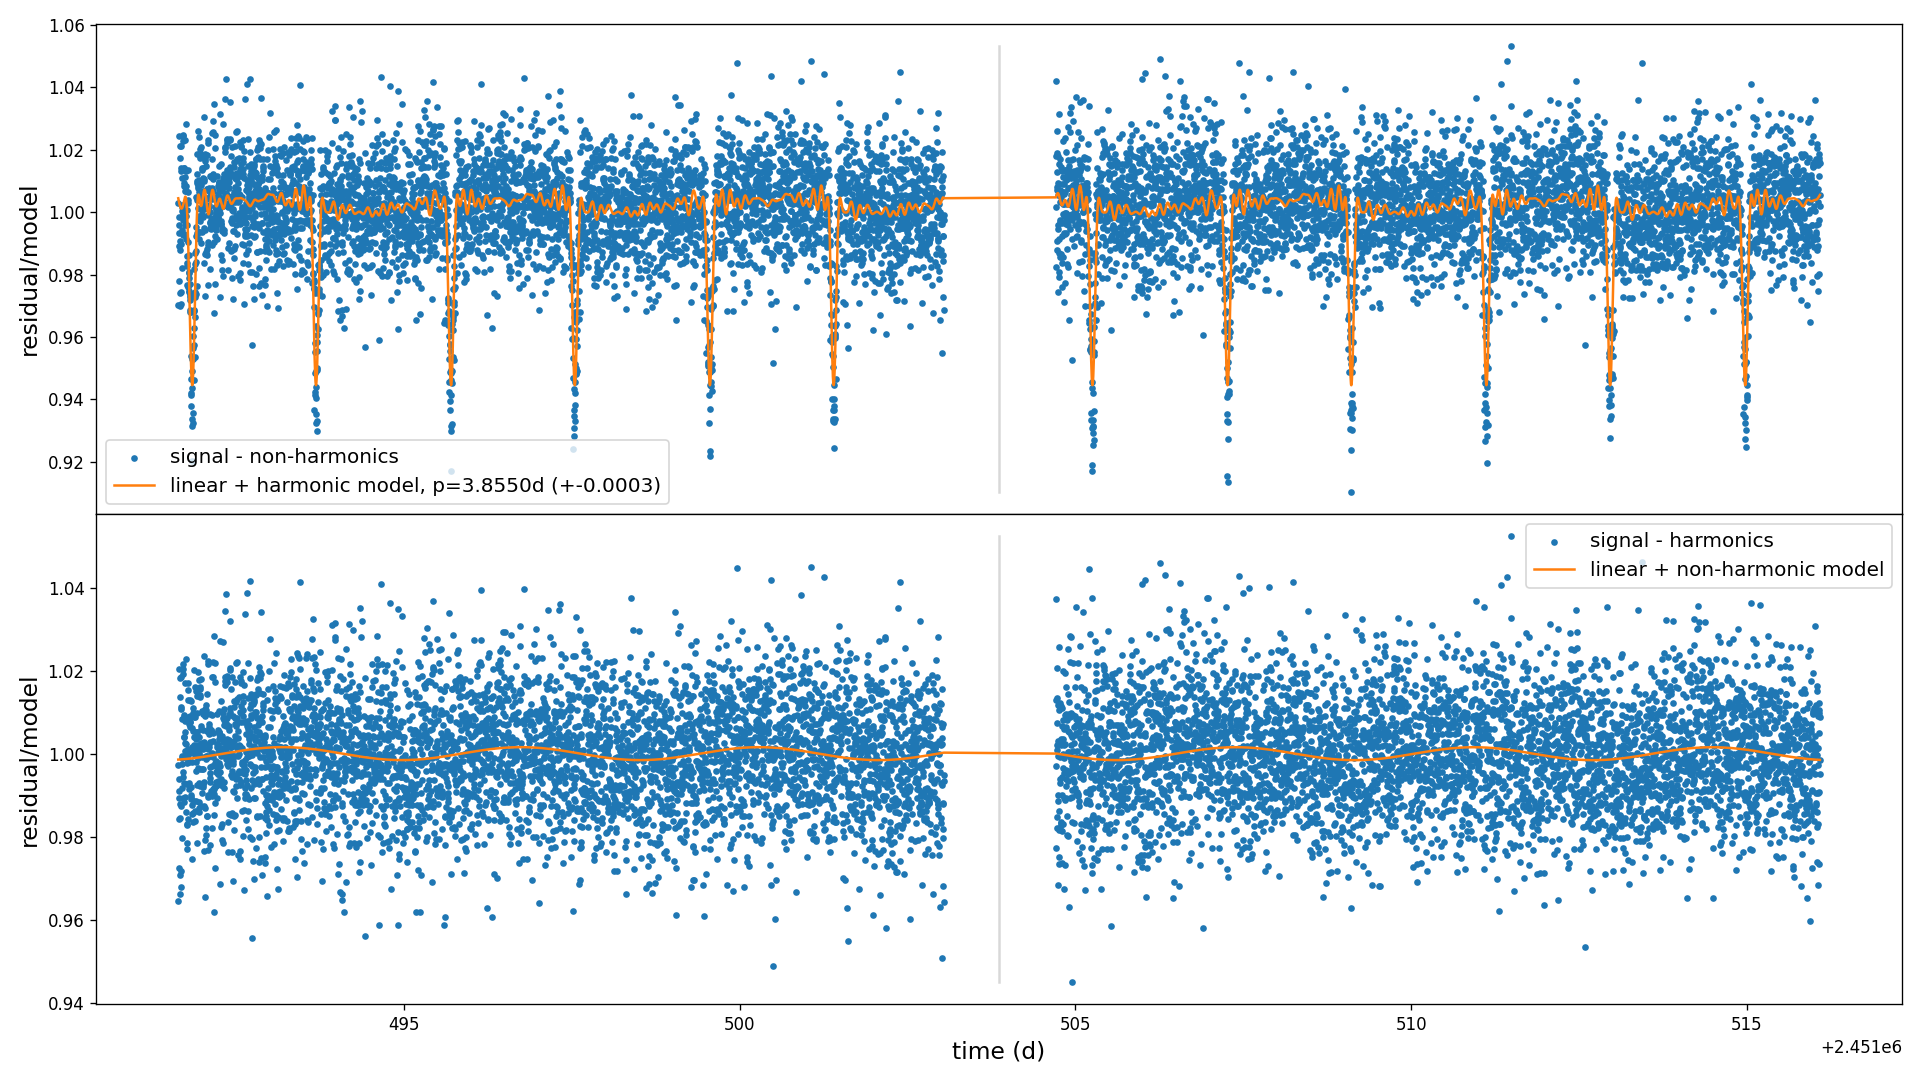 1.06
1.04
1.02
1.00
0.98
0.96
0.94
0.92
residual/model
signal - non-harmonics
linear + harmonic model, p=3.8550d (+-0.0003)
1.04
1.02
1.00
0.98
0.96
0.94
residual/model
signal - harmonics
linear + non-harmonic model
495
500
505
510
515
time (d)
+2.451e6